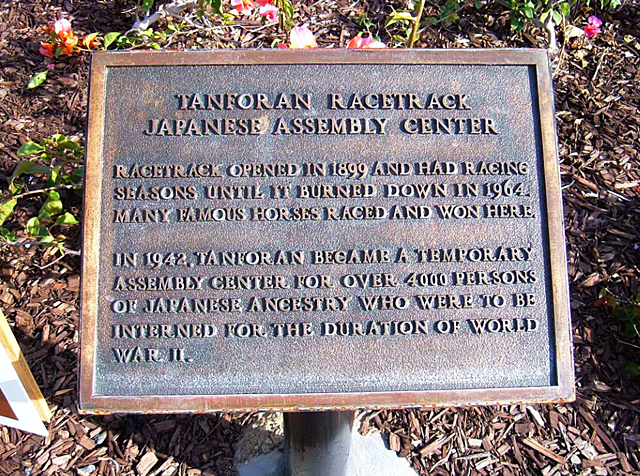 TANFORAN RACETRACK
JAPANESE ASSEMBLY CENTER
RACETRACK OPENED IN 1899 AND HAD RACING
SEASONS UNTIL IT BURNED DOWN IN 1964.
MANY FAMOUS HORSES RACED AND WON HERE.
IN 1942, TANFORAN BECAME A TEMPORARY
ASSEMBLY CENTER FOR OVER 4000 PERSONS
OF JAPANESE ANCESTRY WHO WERE TO BE
INTERNED FOR THE DURATION OF WORLD
WAR II.